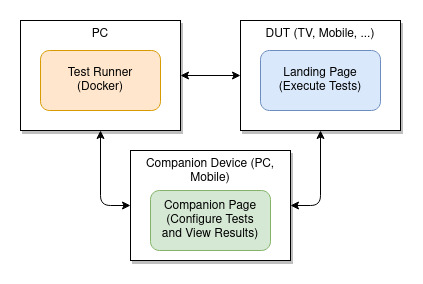 PC
Test Runner
(Docker)
DUT (TV, Mobile, ...)
Landing Page
(Execute Tests)
Companion Device (PC,
Mobile)
Companion Page
(Configure Tests
and View Results)